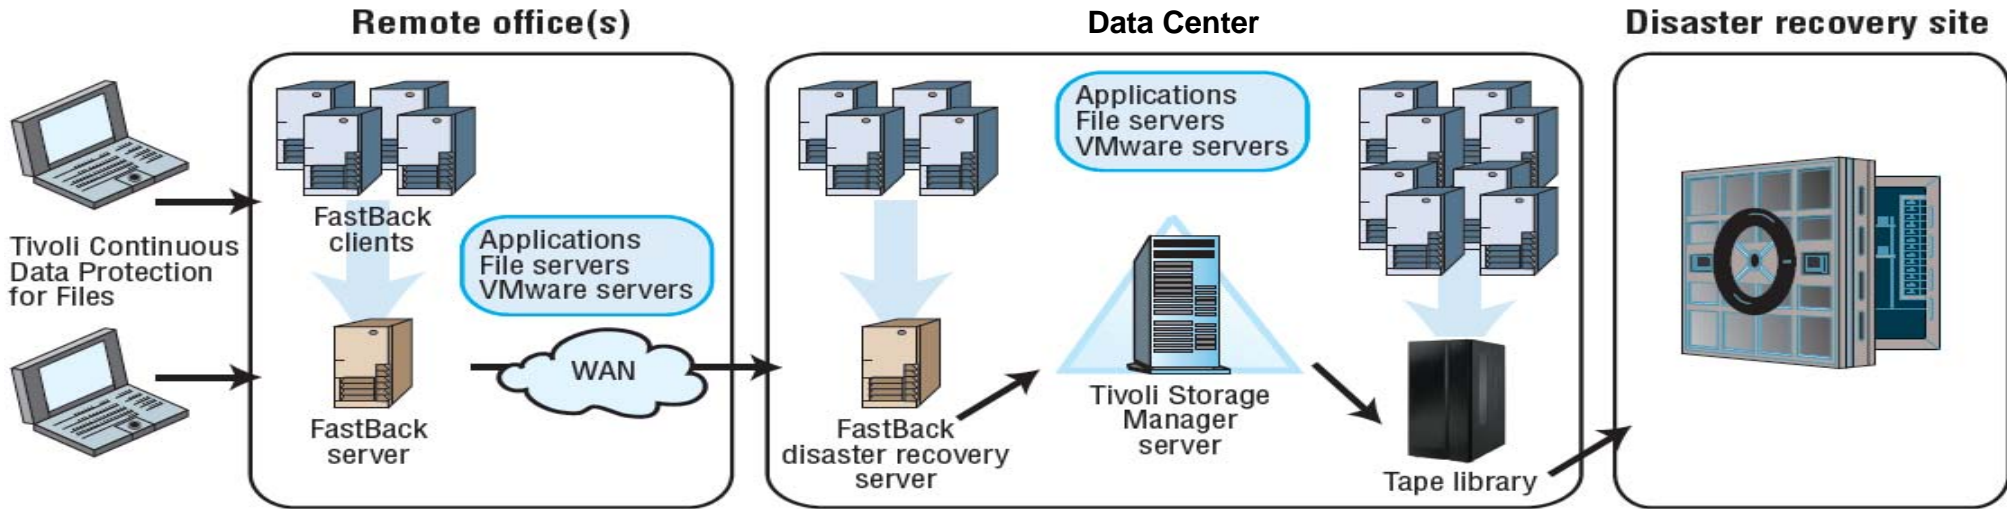 Remote office(s)
Data Center
Disaster recovery site
Tivoli Continuous
Data Protection
for Files
FastBack
clients
Applications
File servers
VMware servers
FastBack
server
WAN
Applications
File servers
VMware servers
FastBack
disaster recovery
server
Tivoli Storage
Manager
server
Tape library